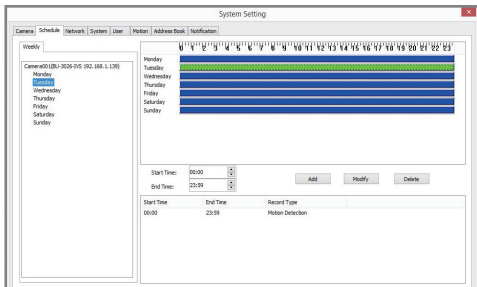 System Setting
Camera Schedule Network System User Motion Address Book Notification
Weekly
0 1 2 3 4 5 6 7 8 9 10 11 12 13 14 15 16 17 18 19 20 21 22 23
Camera001(BU-3026-IVS 192.168.1.139)
Monday
Tuesday
Wednesday
Thursday
Friday
Saturday
Sunday
Monday
Tuesday
Wednesday
Thursday
Friday
Saturday
Sunday
Start Time: 00:00
End Time: 23:59
Add Modify Delete
Start Time End Time Record Type
00:00 23:59 Motion Detection